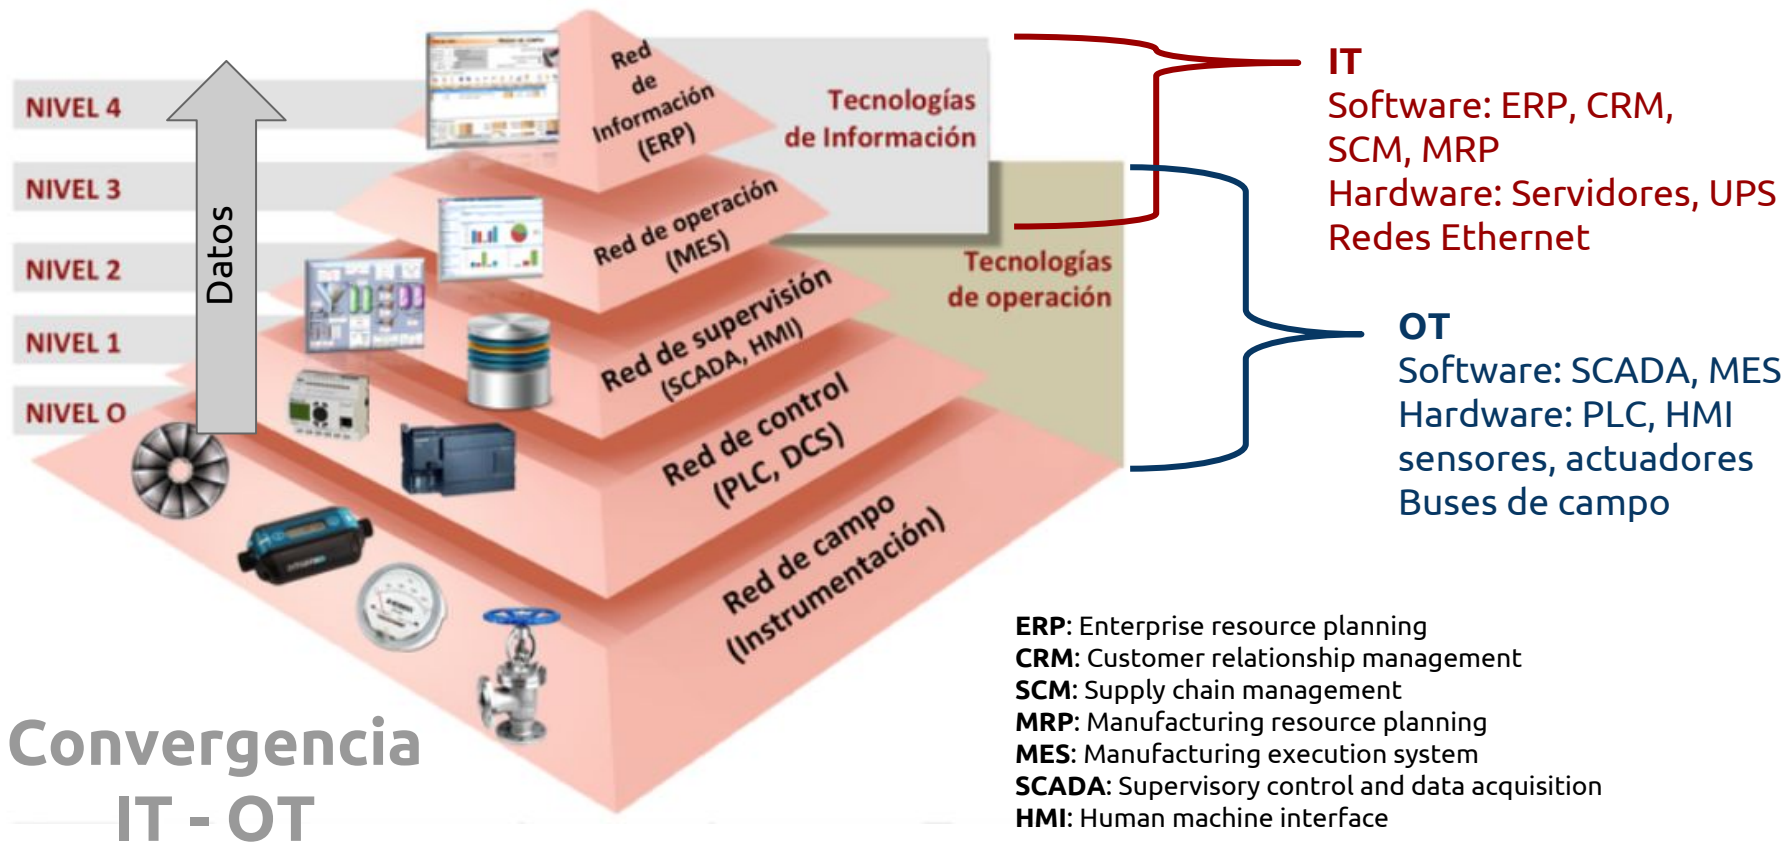 NIVEL 4
NIVEL 3
NIVEL 2
NIVEL 1
NIVEL O
Datos
Red
de
Información
(ERP)
Red de operación
(MES)
Red de supervisión
(SCADA, HMI)
Red de control
(PLC, DCS)
Red de campo
(Instrumentación)
Tecnologías
de Información
Tecnologías
de operación
IT
Software: ERP, CRM,
SCM, MRP
Hardware: Servidores, UPS
Redes Ethernet
OT
Software: SCADA, MES
Hardware: PLC, HMI
sensores, actuadores
Buses de campo
ERP: Enterprise resource planning
CRM: Customer relationship management
SCM: Supply chain management
MRP: Manufacturing resource planning
MES: Manufacturing execution system
SCADA: Supervisory control and data acquisition
HMI: Human machine interface
Convergencia
IT - OT